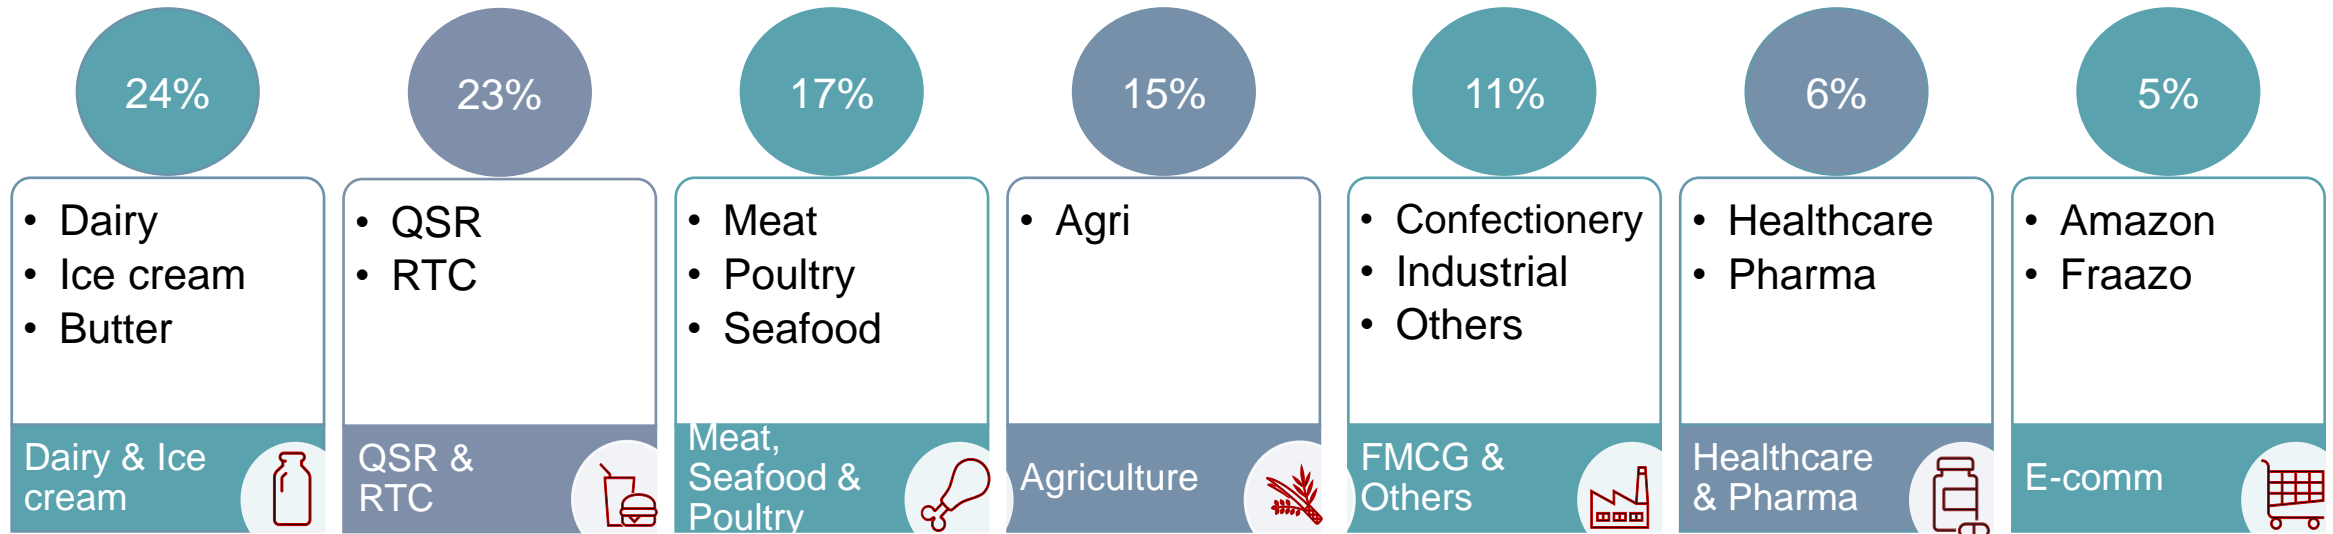 24%
23%
17%
15%
11%
6%
5%
• Dairy
• Ice cream
• Butter
Dairy & Ice
cream
• QSR
• RTC
QSR &
RTC
• Meat
• Poultry
• Seafood
Meat,
Seafood &
Poultry
• Agri
Agriculture
• Confectionery
• Industrial
• Others
FMCG &
Others
• Healthcare
• Pharma
Healthcare
& Pharma
• Amazon
• Fraazo
E-comm